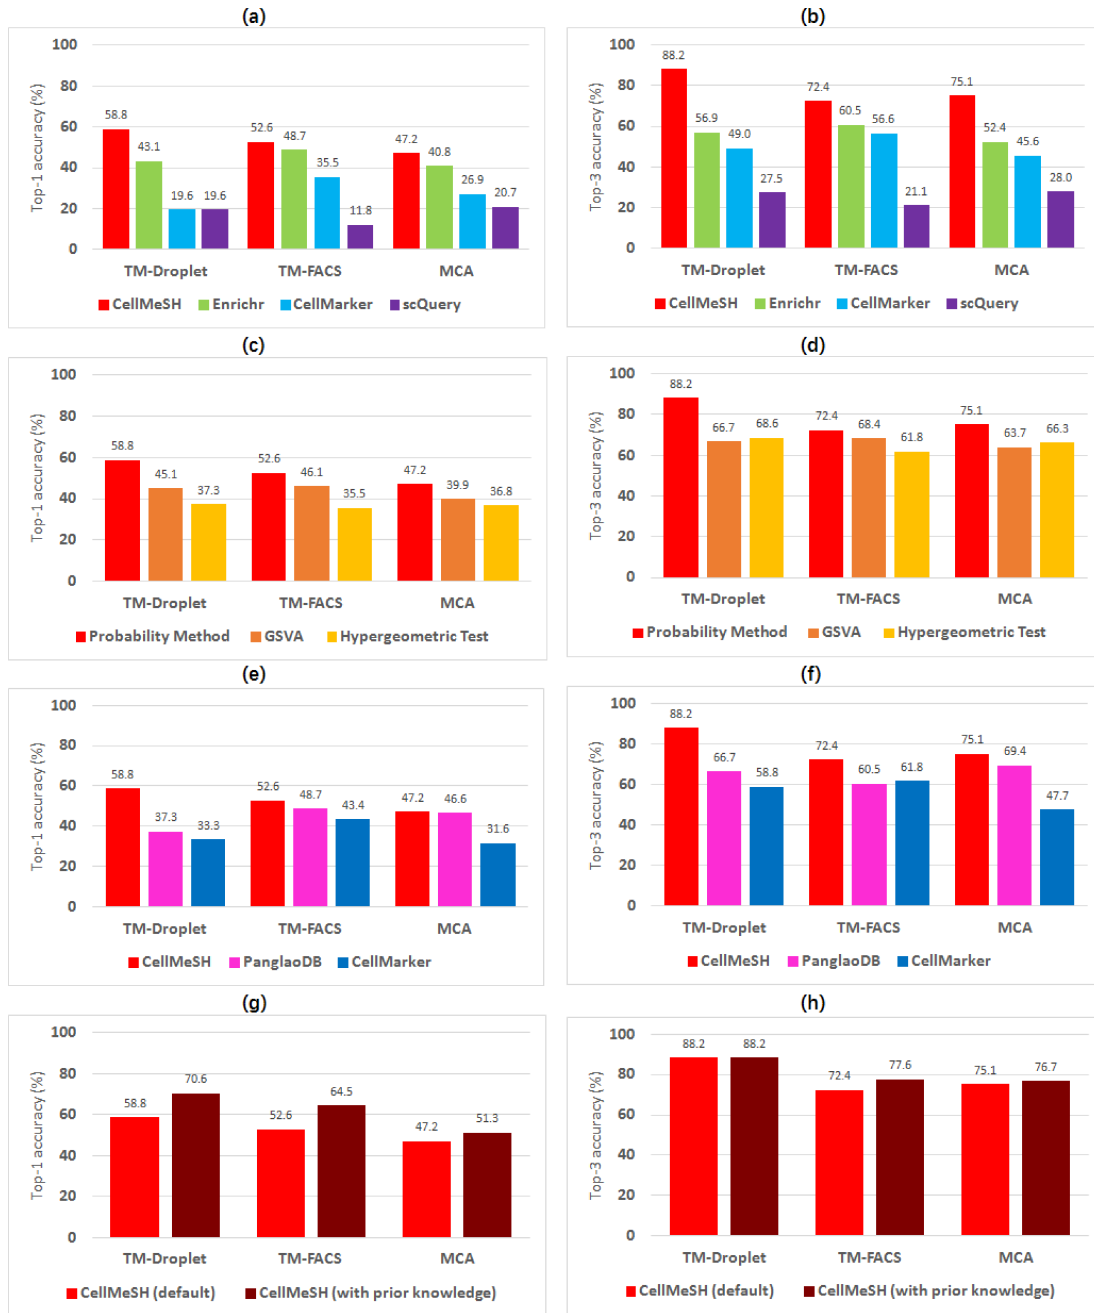 (a)
Top-1 accuracy (%)
100
80
60
40
20
0
58.8 43.1 19.6 19.6
52.6 48.7 35.5 11.8
47.2 40.8 26.9 20.7
TM-Droplet TM-FACS MCA
CellMeSH Enrichr CellMarker scQuery
(b)
Top-3 accuracy (%)
100
80
60
40
20
0
88.2 56.9 49.0 27.5
72.4 60.5 56.6 21.1
75.1 52.4 45.6 28.0
TM-Droplet TM-FACS MCA
CellMeSH Enrichr CellMarker scQuery
(c)
Top-1 accuracy (%)
100
80
60
40
20
0
58.8 45.1 37.3
52.6 46.1 35.5
47.2 39.9 36.8
TM-Droplet TM-FACS MCA
Probability Method GSVA Hypergeometric Test
(d)
Top-3 accuracy (%)
100
80
60
40
20
0
88.2 66.7 68.6
72.4 68.4 61.8
75.1 63.7 66.3
TM-Droplet TM-FACS MCA
Probability Method GSVA Hypergeometric Test
(e)
Top-1 accuracy (%)
100
80
60
40
20
0
58.8 37.3 33.3
52.6 48.7 43.4
47.2 46.6 31.6
TM-Droplet TM-FACS MCA
CellMeSH PanglaoDB CellMarker
(f)
Top-3 accuracy (%)
100
80
60
40
20
0
88.2 66.7 58.8
72.4 60.5 61.8
75.1 69.4 47.7
TM-Droplet TM-FACS MCA
CellMeSH PanglaoDB CellMarker
(g)
Top-1 accuracy (%)
100
80
60
40
20
0
58.8 70.6
52.6 64.5
47.2 51.3
TM-Droplet TM-FACS MCA
CellMeSH (default) CellMeSH (with prior knowledge)
(h)
Top-3 accuracy (%)
100
80
60
40
20
0
88.2 88.2
72.4 77.6
75.1 76.7
TM-Droplet TM-FACS MCA
CellMeSH (default) CellMeSH (with prior knowledge)